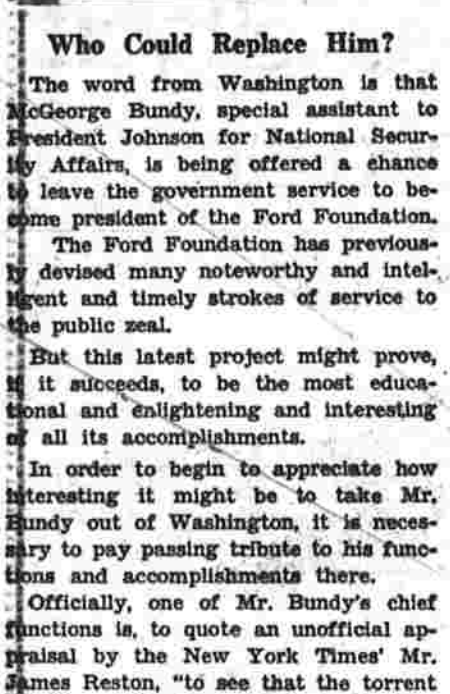 Who Could Replace Him?
The word from Washington is that
McGeorge Bundy, special assistant to
President Johnson for National Secur-
ity Affairs, is being offered a chance
to leave the government service to be-
come president of the Ford Foundation.
The Ford Foundation has previous-
ly devised many noteworthy and intel-
ligent and timely strokes of service to
the public zeal.
But this latest project might prove,
if it succeeds, to be the most educa-
tional and enlightening and interesting
of all its accomplishments.
In order to begin to appreciate how
interesting it might be to take Mr.
Bundy out of Washington, it is neces-
sary to pay passing tribute to his func-
tions and accomplishments there.
Officially, one of Mr. Bundy's chief
functions is, to quote an unofficial ap-
praisal by the New York Times' Mr.
James Reston, "to see that the torrent